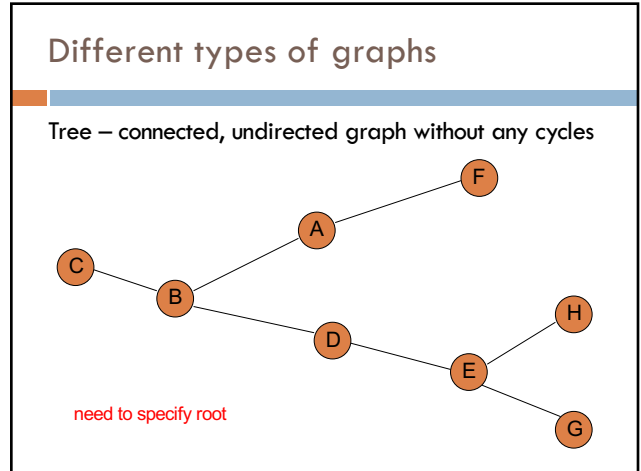 Different types of graphs
Tree – connected, undirected graph without any cycles
F
A
C
B
H
D
E
need to specify root
G